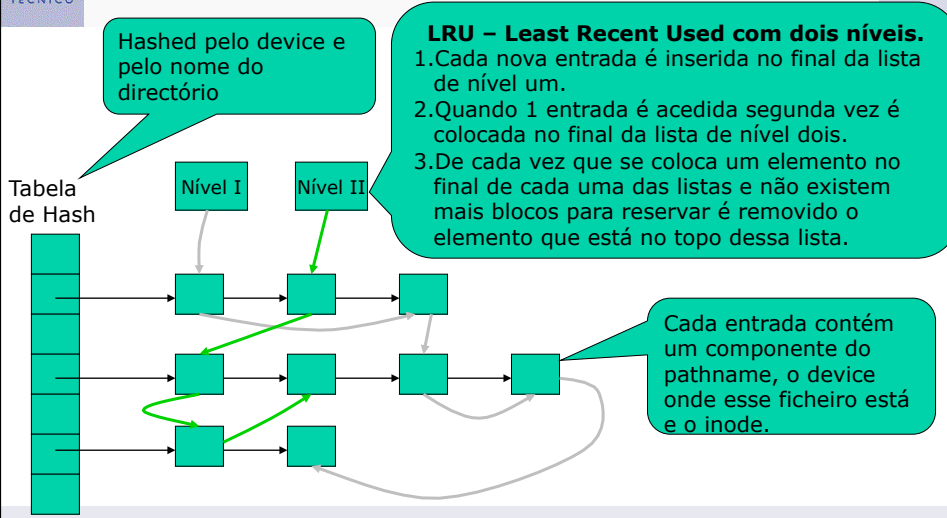 TÉCNICO
Hashed pelo device e
pelo nome do
directório
LRU – Least Recent Used com dois níveis.
1.Cada nova entrada é inserida no final da lista
de nível um.
2.Quando 1 entrada é acedida segunda vez é
colocada no final da lista de nível dois.
3.De cada vez que se coloca um elemento no
final de cada uma das listas e não existem
mais blocos para reservar é removido o
elemento que está no topo dessa lista.
Tabela
de Hash
Nível I
Nível II
Cada entrada contém
um componente do
pathname, o device
onde esse ficheiro está
e o inode.